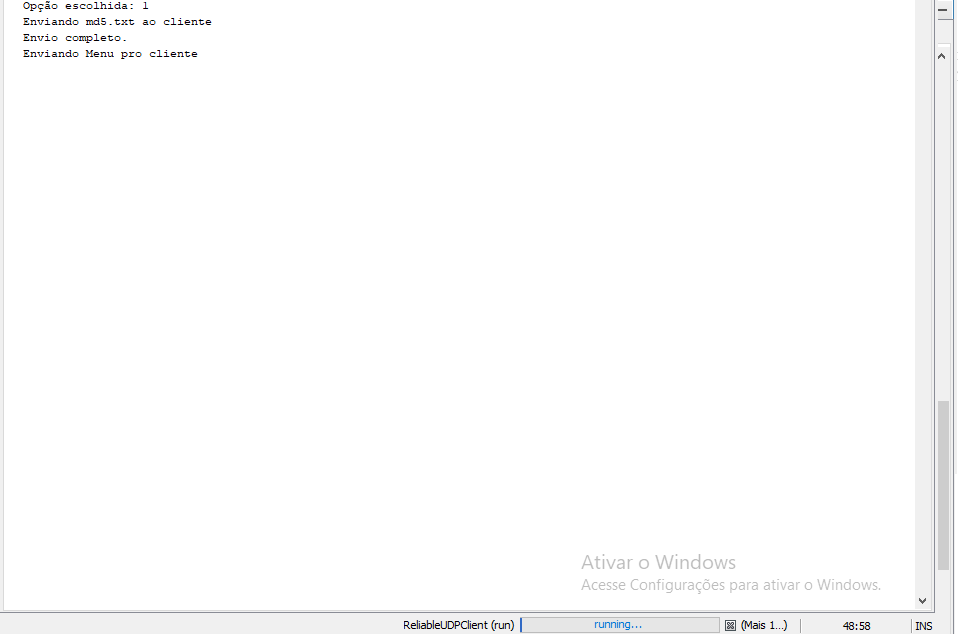 Opção escolhida: 1
Enviando md5.txt ao cliente
Envio completo.
Enviando Menu pro cliente
Ativar o Windows
Acesse Configurações para ativar o Windows.
ReliableUDPClient (run) running... (Mais 1...) 48:58 INS